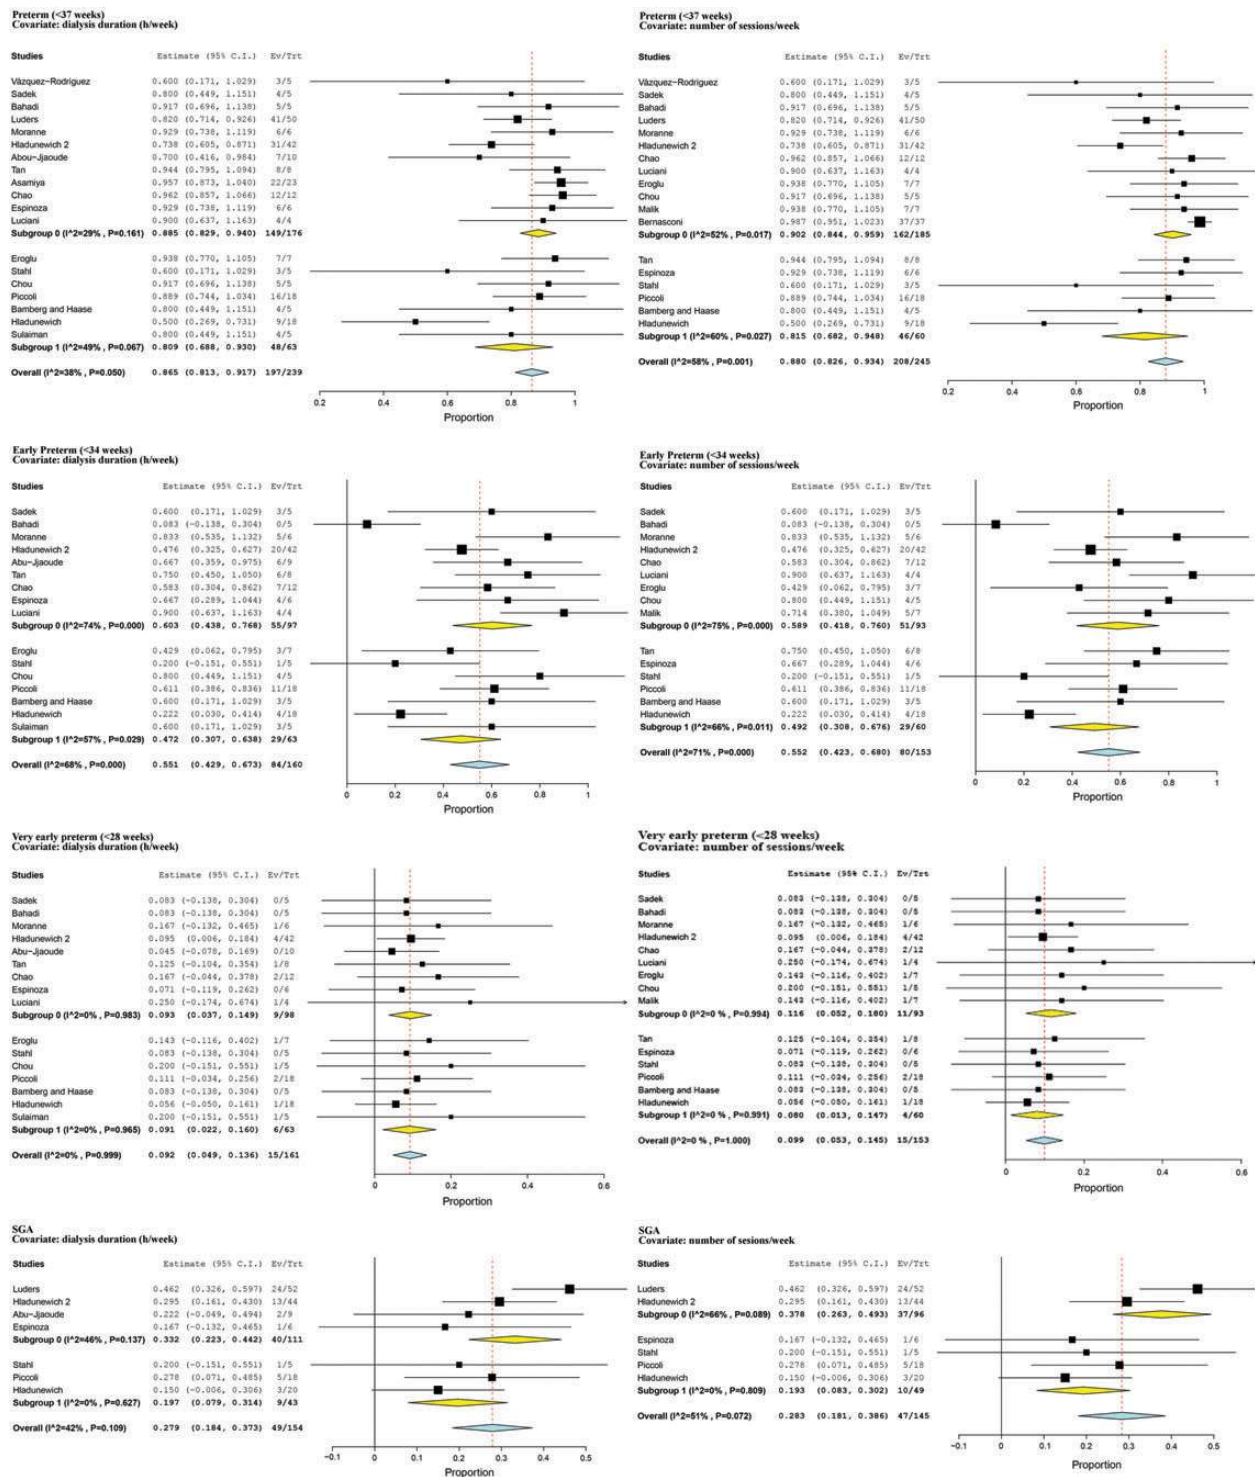 Preterm (<37 weeks)
Covariate: dialysis duration (h/week)
Studies Estimate (95% C.I.) Ev/Trt
Vàzquez-Rodriguez 0.600 (0.171, 1.029) 3/5
Sadek 0.800 (0.449, 1.151) 4/5
Bahadi 0.917 (0.696, 1.138) 5/5
Luders 0.820 (0.714, 0.926) 41/50
Moranne 0.929 (0.738, 1.119) 6/6
Hladunewich 2 0.738 (0.605, 0.871) 31/42
Abou-Jjaoude 0.700 (0.416, 0.984) 7/10
Tan 0.944 (0.795, 1.094) 8/8
Asamiya 0.957 (0.873, 1.040) 22/23
Chao 0.962 (0.857, 1.066) 12/12
Espinoza 0.929 (0.738, 1.119) 6/6
Luciani 0.900 (0.637, 1.163) 4/4
Subgroup 0 (I^2=29% , P=0.161) 0.885 (0.829, 0.940) 149/176
Eroglu 0.938 (0.770, 1.105) 7/7
Stahl 0.600 (0.171, 1.029) 3/5
Chou 0.917 (0.696, 1.138) 5/5
Piccoli 0.889 (0.744, 1.034) 16/18
Bamberg and Haase 0.800 (0.449, 1.151) 4/5
Hladunewich 0.500 (0.269, 0.731) 9/18
Sulaiman 0.800 (0.449, 1.151) 4/5
Subgroup 1 (I^2=49% , P=0.067) 0.809 (0.688, 0.930) 48/63
Overall (I^2=38% , P=0.050) 0.865 (0.813, 0.917) 197/239
0.2 0.4 0.6 0.8 1
Proportion
Preterm (<37 weeks)
Covariate: number of sessions/week
Studies Estimate (95% C.I.) Ev/Trt
Vàzquez-Rodriguez 0.600 (0.171, 1.029) 3/5
Sadek 0.800 (0.449, 1.151) 4/5
Bahadi 0.917 (0.696, 1.138) 5/5
Luders 0.820 (0.714, 0.926) 41/50
Moranne 0.929 (0.738, 1.119) 6/6
Hladunewich 2 0.738 (0.605, 0.871) 31/42
Chao 0.962 (0.857, 1.066) 12/12
Luciani 0.900 (0.637, 1.163) 4/4
Eroglu 0.938 (0.770, 1.105) 7/7
Chou 0.917 (0.696, 1.138) 5/5
Malik 0.938 (0.770, 1.105) 7/7
Bernasconi 0.987 (0.951, 1.023) 37/37
Subgroup 0 (I^2=52% , P=0.017) 0.902 (0.844, 0.959) 162/185
Tan 0.944 (0.795, 1.094) 8/8
Espinoza 0.929 (0.738, 1.119) 6/6
Stahl 0.600 (0.171, 1.029) 3/5
Piccoli 0.889 (0.744, 1.034) 16/18
Bamberg and Haase 0.800 (0.449, 1.151) 4/5
Hladunewich 0.500 (0.269, 0.731) 9/18
Subgroup 1 (I^2=60% , P=0.027) 0.815 (0.682, 0.948) 46/60
Overall (I^2=58% , P=0.001) 0.880 (0.826, 0.934) 208/245
0.2 0.4 0.6 0.8 1
Proportion
Early Preterm (<34 weeks)
Covariate: dialysis duration (h/week)
Studies Estimate (95% C.I.) Ev/Trt
Sadek 0.600 (0.171, 1.029) 3/5
Bahadi 0.083 (-0.138, 0.304) 0/5
Moranne 0.833 (0.535, 1.132) 5/6
Hladunewich 2 0.476 (0.325, 0.627) 20/42
Abu-Jjaoude 0.667 (0.359, 0.975) 6/9
Tan 0.750 (0.450, 1.050) 6/8
Chao 0.583 (0.304, 0.862) 7/12
Espinoza 0.667 (0.289, 1.044) 4/6
Luciani 0.900 (0.637, 1.163) 4/4
Subgroup 0 (I^2=74% , P=0.000) 0.603 (0.438, 0.768) 55/97
Eroglu 0.429 (0.062, 0.795) 3/7
Stahl 0.200 (-0.151, 0.551) 1/5
Chou 0.800 (0.449, 1.151) 4/5
Piccoli 0.611 (0.386, 0.836) 11/18
Bamberg and Haase 0.600 (0.171, 1.029) 3/5
Hladunewich 0.222 (0.030, 0.414) 4/18
Sulaiman 0.600 (0.171, 1.029) 3/5
Subgroup 1 (I^2=57% , P=0.029) 0.472 (0.307, 0.638) 29/63
Overall (I^2=68% , P=0.000) 0.551 (0.429, 0.673) 84/160
0 0.2 0.4 0.6 0.8 1
Proportion
Early Preterm (<34 weeks)
Covariate: number of sessions/week
Studies Estimate (95% C.I.) Ev/Trt
Sadek 0.600 (0.171, 1.029) 3/5
Bahadi 0.083 (-0.138, 0.304) 0/5
Moranne 0.833 (0.535, 1.132) 5/6
Hladunewich 2 0.476 (0.325, 0.627) 20/42
Chao 0.583 (0.304, 0.862) 7/12
Luciani 0.900 (0.637, 1.163) 4/4
Eroglu 0.429 (0.062, 0.795) 3/7
Chou 0.800 (0.449, 1.151) 4/5
Malik 0.714 (0.380, 1.049) 5/7
Subgroup 0 (I^2=75% , P=0.000) 0.589 (0.418, 0.760) 51/93
Tan 0.750 (0.450, 1.050) 6/8
Espinoza 0.667 (0.289, 1.044) 4/6
Stahl 0.200 (-0.151, 0.551) 1/5
Piccoli 0.611 (0.386, 0.836) 11/18
Bamberg and Haase 0.600 (0.171, 1.029) 3/5
Hladunewich 0.222 (0.030, 0.414) 4/18
Subgroup 1 (I^2=66% , P=0.011) 0.492 (0.308, 0.676) 29/60
Overall (I^2=71% , P=0.000) 0.552 (0.423, 0.680) 80/153
0 0.2 0.4 0.6 0.8 1
Proportion
Very early preterm (<28 weeks)
Covariate: dialysis duration (h/week)
Studies Estimate (95% C.I.) Ev/Trt
Sadek 0.083 (-0.138, 0.304) 0/5
Bahadi 0.083 (-0.138, 0.304) 0/5
Moranne 0.167 (-0.132, 0.465) 1/6
Hladunewich 2 0.095 (0.006, 0.184) 4/42
Abu-Jjaoude 0.045 (-0.078, 0.169) 0/10
Tan 0.125 (-0.104, 0.354) 1/8
Chao 0.167 (-0.044, 0.378) 2/12
Espinoza 0.071 (-0.119, 0.262) 0/6
Luciani 0.250 (-0.174, 0.674) 1/4
Subgroup 0 (I^2=0% , P=0.983) 0.093 (0.037, 0.149) 9/98
Eroglu 0.143 (-0.116, 0.402) 1/7
Stahl 0.083 (-0.138, 0.304) 0/5
Chou 0.200 (-0.151, 0.551) 1/5
Piccoli 0.111 (-0.034, 0.256) 2/18
Bamberg and Haase 0.083 (-0.138, 0.304) 0/5
Hladunewich 0.056 (-0.050, 0.161) 1/18
Sulaiman 0.200 (-0.151, 0.551) 1/5
Subgroup 1 (I^2=0% , P=0.965) 0.091 (0.022, 0.160) 6/63
Overall (I^2=0% , P=0.999) 0.092 (0.049, 0.136) 15/161
0 0.2 0.4 0.6
Proportion
Very early preterm (<28 weeks)
Covariate: number of sessions/week
Studies Estimate (95% C.I.) Ev/Trt
Sadek 0.083 (-0.138, 0.304) 0/5
Bahadi 0.083 (-0.138, 0.304) 0/5
Moranne 0.167 (-0.132, 0.465) 1/6
Hladunewich 2 0.095 (0.006, 0.184) 4/42
Chao 0.167 (-0.044, 0.378) 2/12
Luciani 0.250 (-0.174, 0.674) 1/4
Eroglu 0.143 (-0.116, 0.402) 1/7
Chou 0.200 (-0.151, 0.551) 1/5
Malik 0.143 (-0.116, 0.402) 1/7
Subgroup 0 (I^2=0 % , P=0.994) 0.116 (0.052, 0.180) 11/93
Tan 0.125 (-0.104, 0.354) 1/8
Espinoza 0.071 (-0.119, 0.262) 0/6
Stahl 0.083 (-0.138, 0.304) 0/5
Piccoli 0.111 (-0.034, 0.256) 2/18
Bamberg and Haase 0.083 (-0.138, 0.304) 0/5
Hladunewich 0.056 (-0.050, 0.161) 1/18
Subgroup 1 (I^2=0 % , P=0.991) 0.080 (0.013, 0.147) 4/60
Overall (I^2=0 % , P=1.000) 0.099 (0.053, 0.145) 15/153
0 0.2 0.4 0.6
Proportion
SGA
Covariate: dialysis duration (h/week)
Studies Estimate (95% C.I.) Ev/Trt
Luders 0.462 (0.326, 0.597) 24/52
Hladunewich 2 0.295 (0.161, 0.430) 13/44
Abu-Jjaoude 0.222 (-0.049, 0.494) 2/9
Espinoza 0.167 (-0.132, 0.465) 1/6
Subgroup 0 (I^2=46% , P=0.137) 0.332 (0.223, 0.442) 40/111
Stahl 0.200 (-0.151, 0.551) 1/5
Piccoli 0.278 (0.071, 0.485) 5/18
Hladunewich 0.150 (-0.006, 0.306) 3/20
Subgroup 1 (I^2=0% , P=0.627) 0.197 (0.079, 0.314) 9/43
Overall (I^2=42% , P=0.109) 0.279 (0.184, 0.373) 49/154
-0.1 0 0.1 0.2 0.3 0.4 0.5
Proportion
SGA
Covariate: number of sesions/week
Studies Estimate (95% C.I.) Ev/Trt
Luders 0.462 (0.326, 0.597) 24/52
Hladunewich 2 0.295 (0.161, 0.430) 13/44
Subgroup 0 (I^2=66% , P=0.089) 0.378 (0.263, 0.493) 37/96
Espinoza 0.167 (-0.132, 0.465) 1/6
Stahl 0.200 (-0.151, 0.551) 1/5
Piccoli 0.278 (0.071, 0.485) 5/18
Hladunewich 0.150 (-0.006, 0.306) 3/20
Subgroup 1 (I^2=0% , P=0.809) 0.193 (0.083, 0.302) 10/49
Overall (I^2=51% , P=0.072) 0.283 (0.181, 0.386) 47/145
-0.1 0 0.1 0.2 0.3 0.4 0.5
Proportion